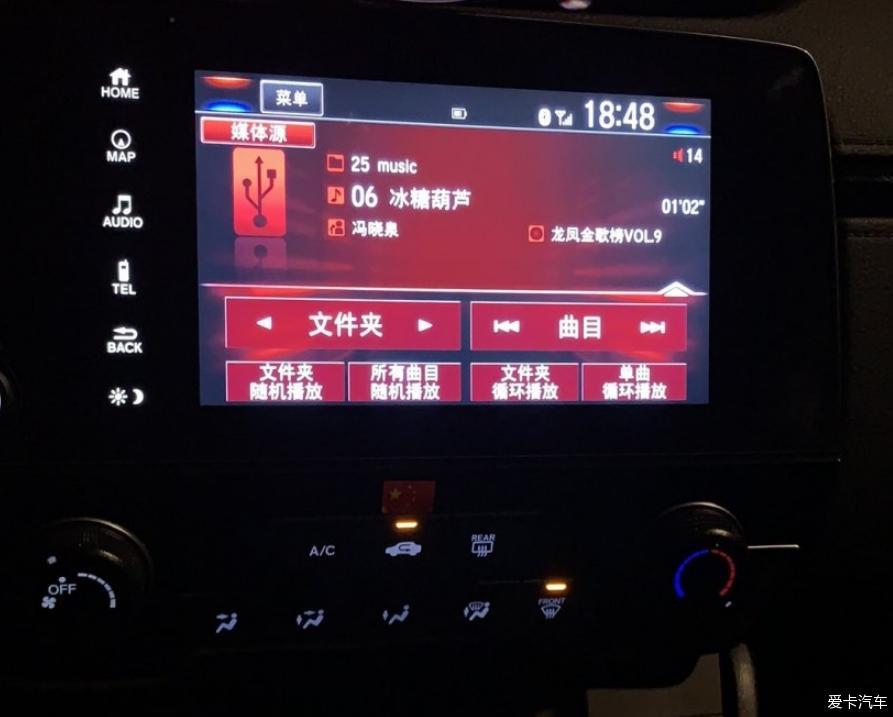 HOME
MAP
AUDIO
TEL
BACK
菜单
18:48
媒体源
25 music
14
06 冰糖葫芦
01'02"
冯晓泉
龙凤金歌榜VOL.9
文件夹
曲目
文件夹
随机播放
所有曲目
随机播放
文件夹
循环播放
单曲
循环播放
A/C
REAR
OFF
FRONT
爱卡汽车